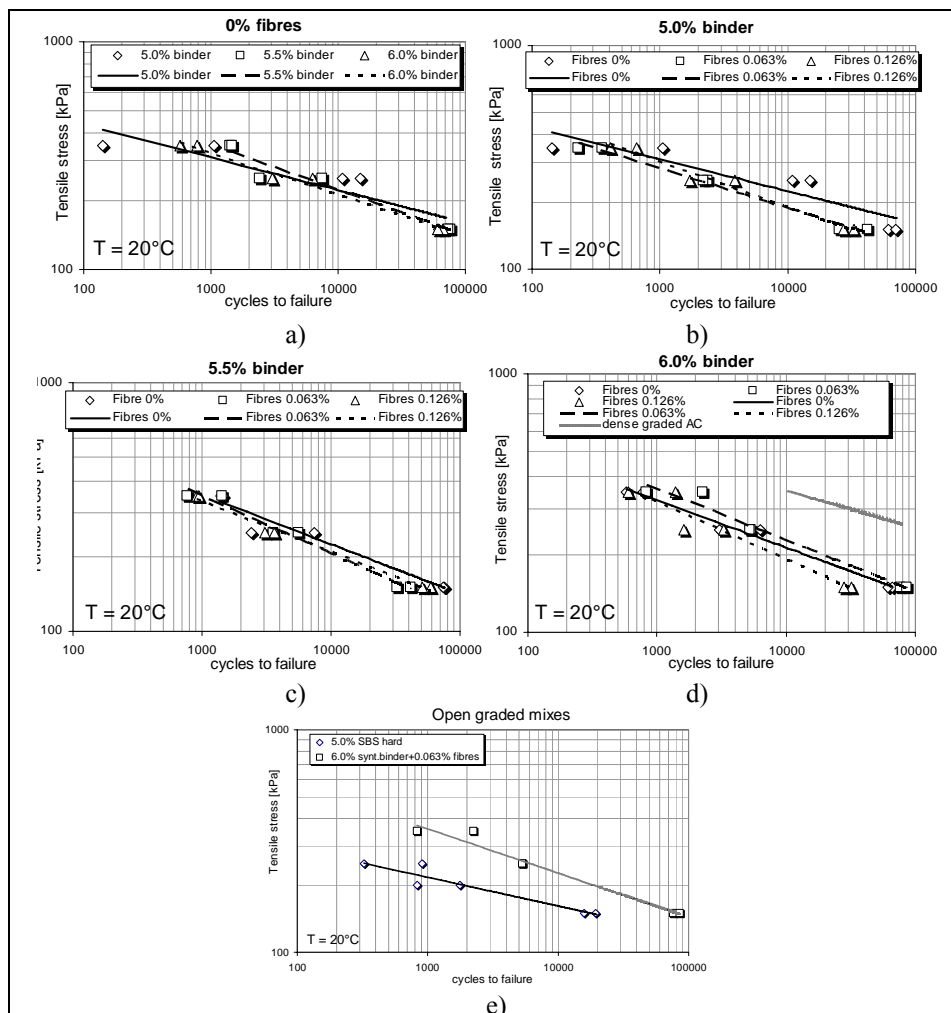 0% fibres
1000
5.0% binder 5.5% binder 6.0% binder
5.0% binder 5.5% binder 6.0% binder
Tensile stress [kPa]
T = 20°C
100
100 1000 10000 100000
cycles to failure
a)
5.0% binder
1000
Fibres 0% Fibres 0.063% Fibres 0.126%
Fibres 0% Fibres 0.063% Fibres 0.126%
Tensile stress [kPa]
T = 20°C
100
100 1000 10000 100000
cycles to failure
b)
5.5% binder
1000
Fibre 0% Fibres 0.063% Fibres 0.126%
Fibres 0% Fibres 0.063% Fibres 0.126%
stress [kPa]
T = 20°C
100
100 1000 10000 100000
cycles to failure
c)
6.0% binder
1000
Fibres 0% Fibres 0.063%
Fibres 0.126% Fibres 0%
Fibres 0.063% Fibres 0.126%
dense graded AC
Tensile stress [kPa]
T = 20°C
100
100 1000 10000 100000
cycles to failure
d)
Open graded mixes
1000
5.0% SBS hard
6.0% synt.binder+0.063% fibres
Tensile stress [kPa]
T = 20°C
100
100 1000 10000 100000
cycles to failure
e)